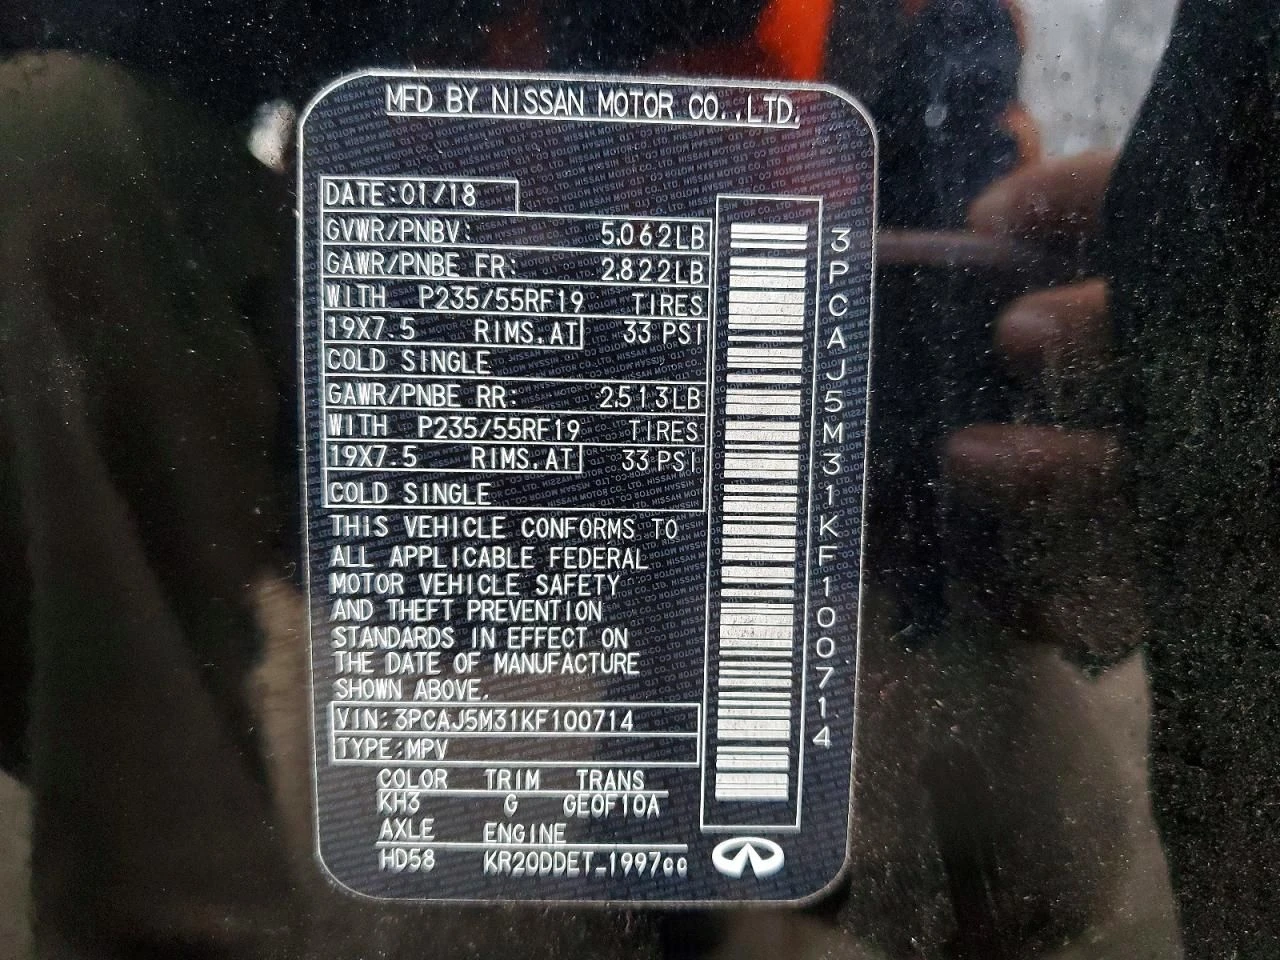 MFD BY NISSAN MOTOR CO.,LTD.
DATE:01/18
GVWR/PNBV: 5,062LB
GAWR/PNBE FR: 2,822LB
WITH P235/55RF19 TIRES
19X7.5 RIMS,AT 33 PSI
COLD SINGLE
GAWR/PNBE RR: 2513LB
WITH P235/55RF19 TIRES
19X7.5 RIMS,AT 33 PSI
COLD SINGLE
THIS VEHICLE CONFORMS TO
ALL APPLICABLE FEDERAL
MOTOR VEHICLE SAFETY
AND THEFT PREVENTION
STANDARDS IN EFFECT ON
THE DATE OF MANUFACTURE
SHOWN ABOVE.
VIN:3PCAJ5M31KF100714
TYPE:MPV
COLOR TRIM TRANS
KH3 G GE0F10A
AXLE ENGINE
HD58 KR20DDET-1997cc
3PCAJ5M31KF100714